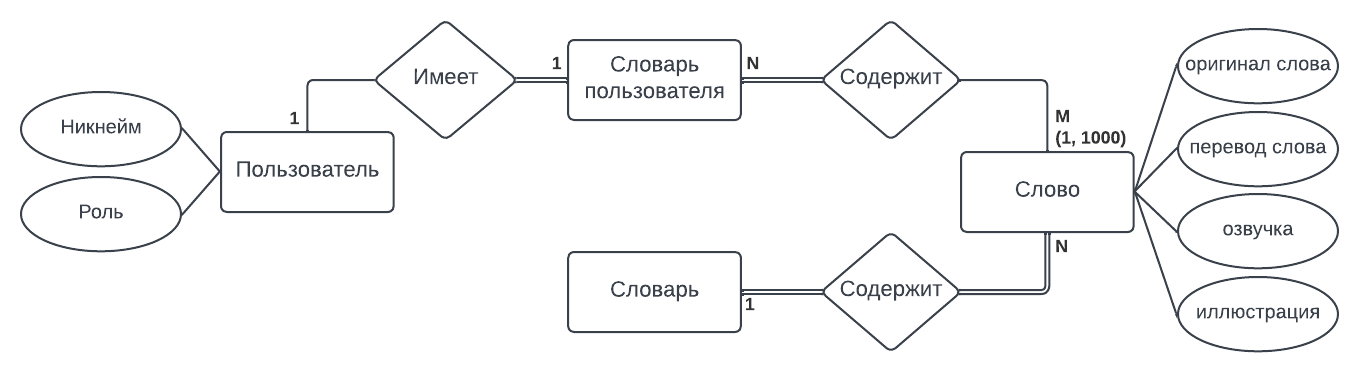 Никнейм
Роль
Пользователь
1
Имеет
1
Словарь
пользователя
N
Содержит
M
(1, 1000)
Слово
N
Словарь
1
Содержит
оригинал слова
перевод слова
озвучка
иллюстрация